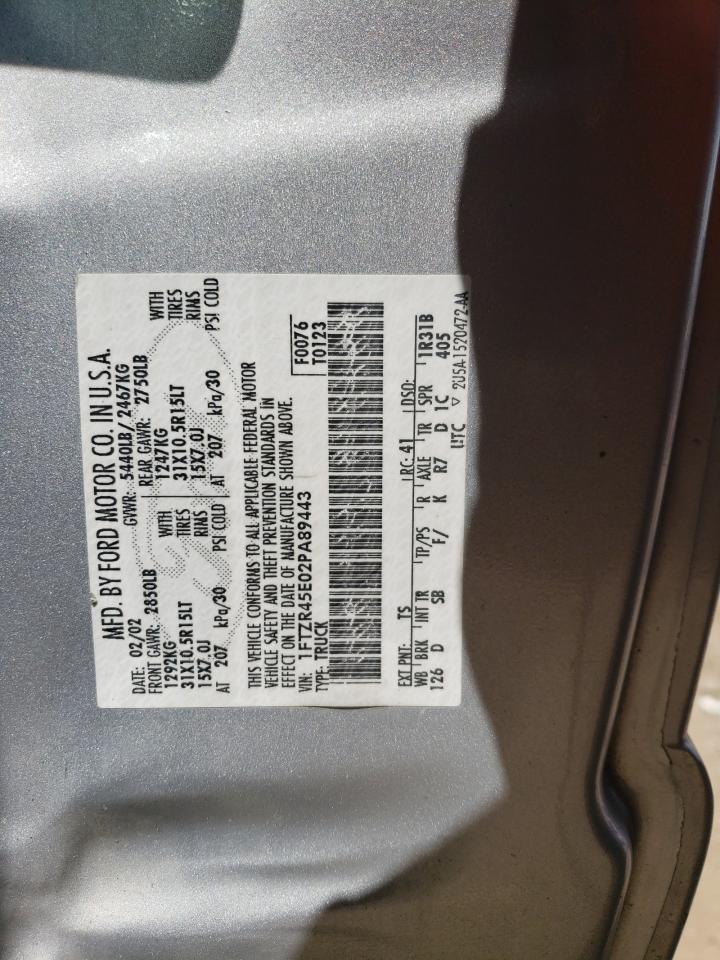 MFD. BY FORD MOTOR CO. IN U.S.A.
DATE: 02/02 GVWR: 5440LB/ 2467KG
FRONT GAWR: 2850LB REAR GAWR: 2750LB
1292KG WITH 1247KG WITH
31X10.5R15LT TIRES 31X10.5R15LT TIRES
15X7.0J RIMS 15X7.0J RIMS
AT 207 kPa/30 PSI COLD AT 207 kPa/30 PSI COLD
THIS VEHICLE CONFORMS TO ALL APPLICABLE FEDERAL MOTOR
VEHICLE SAFETY AND THEFT PREVENTION STANDARDS IN
EFFECT ON THE DATE OF MANUFACTURE SHOWN ABOVE.
VIN: 1FTZR45E02PA89443 F0076
TYPE: TRUCK T0123
EXT PNT: TS RC: 41 DSO:
WB BRK INT TR TP/PS R AXLE TR SPR 1R31B
126 D SB F/ K R7 D 1C 405
UTC ▽ 2U5A-1520472-AA